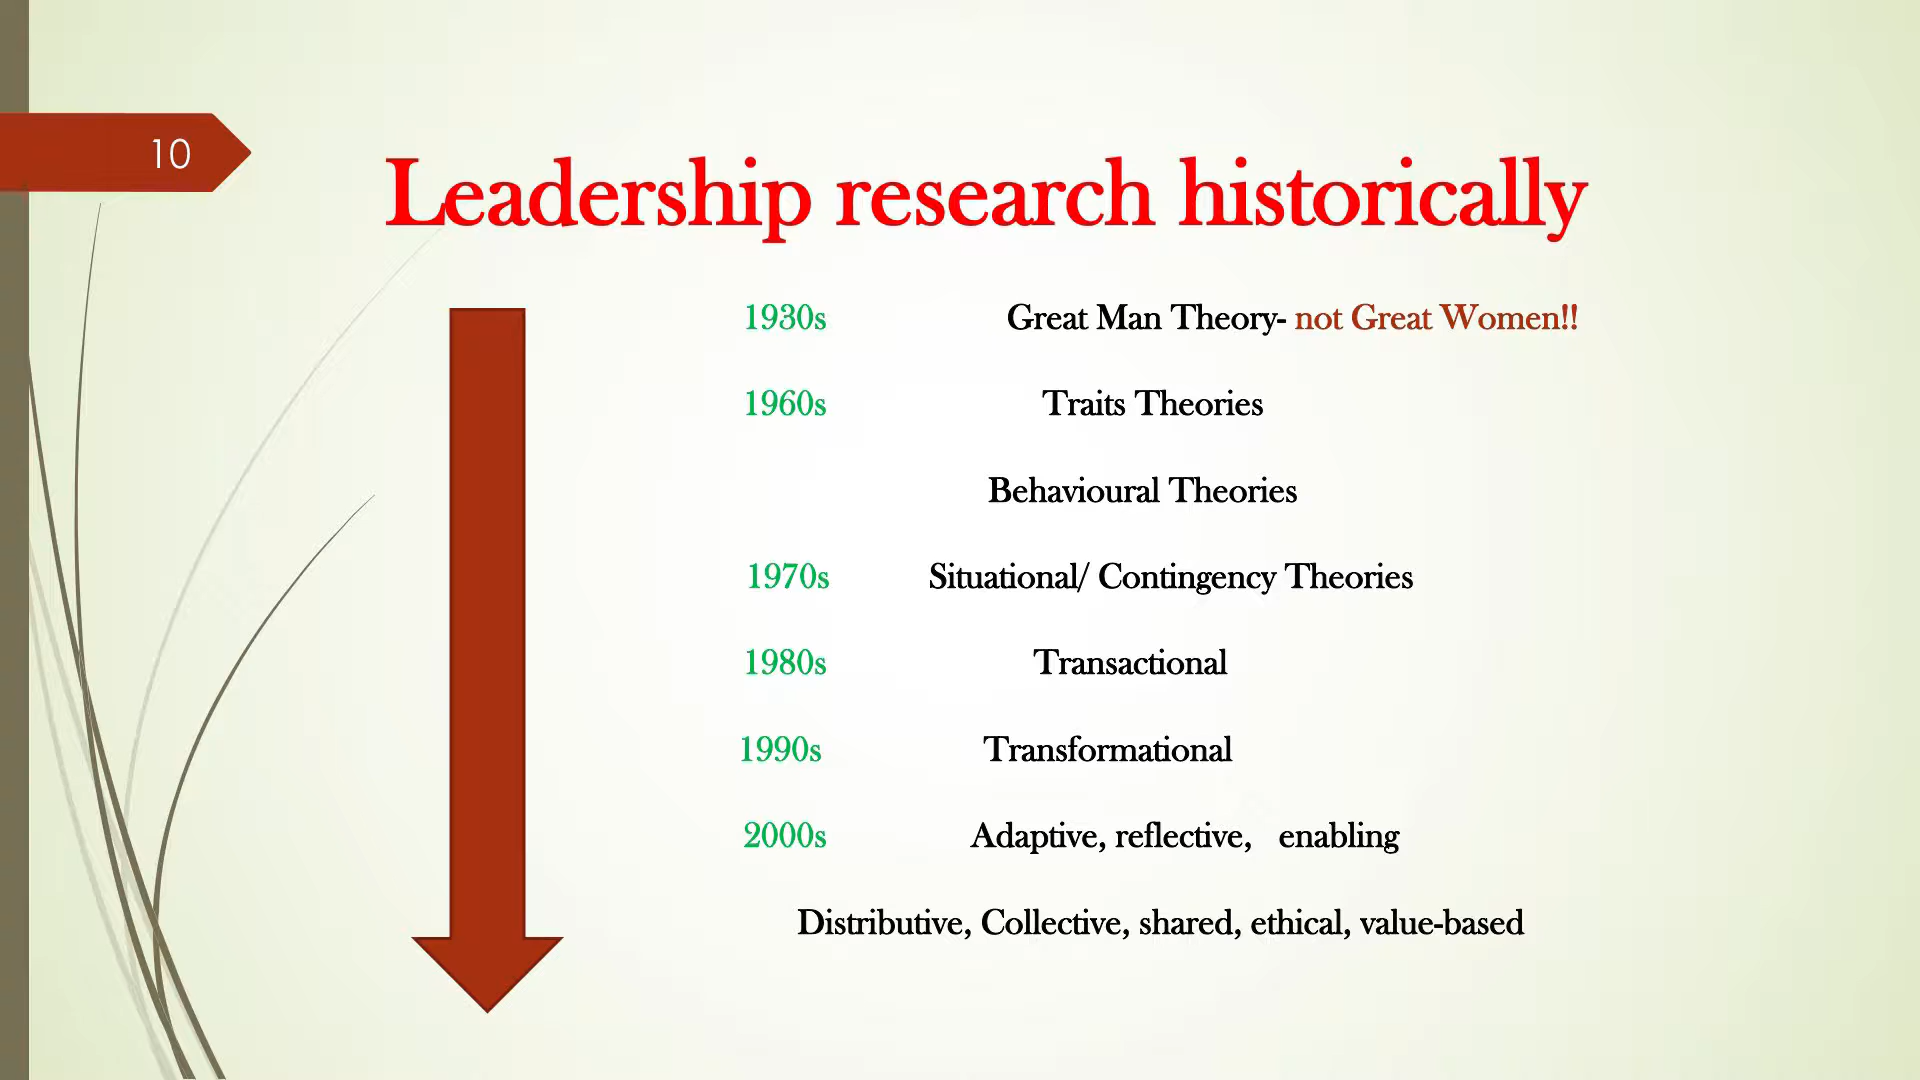 10
Leadership research historically
1930s Great Man Theory- not Great Women!!
1960s Traits Theories
Behavioural Theories
1970s Situational/ Contingency Theories
1980s Transactional
1990s Transformational
2000s Adaptive, reflective, enabling
Distributive, Collective, shared, ethical, value-based